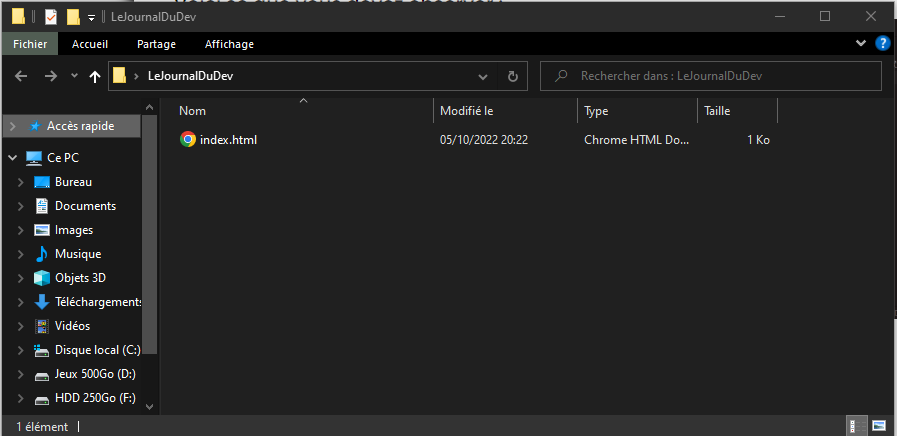 LeJournalDuDev
Fichier Accueil Partage Affichage
LeJournalDuDev Rechercher dans : LeJournalDuDev
Nom Modifié le Type Taille
index.html 05/10/2022 20:22 Chrome HTML Do... 1 Ko
Accès rapide
Ce PC
Bureau
Documents
Images
Musique
Objets 3D
Téléchargements
Vidéos
Disque local (C:)
Jeux 500Go (D:)
HDD 250Go (F:)
1 élément